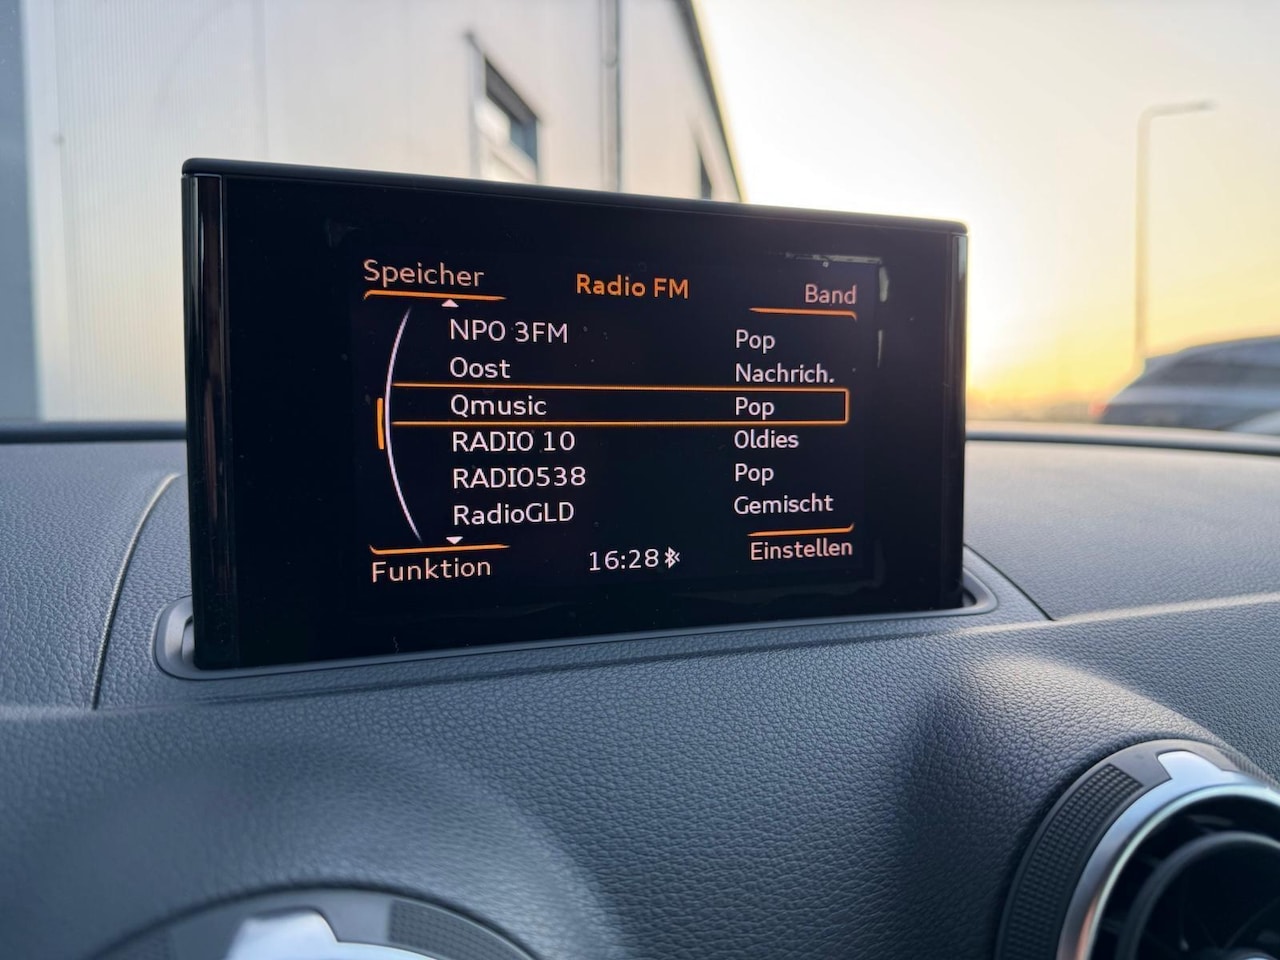 Speicher Radio FM Band
NPO 3FM Pop
Oost Nachrich.
Qmusic Pop
RADIO 10 Oldies
RADIO538 Pop
RadioGLD Gemischt
Funktion 16:28 Einstellen